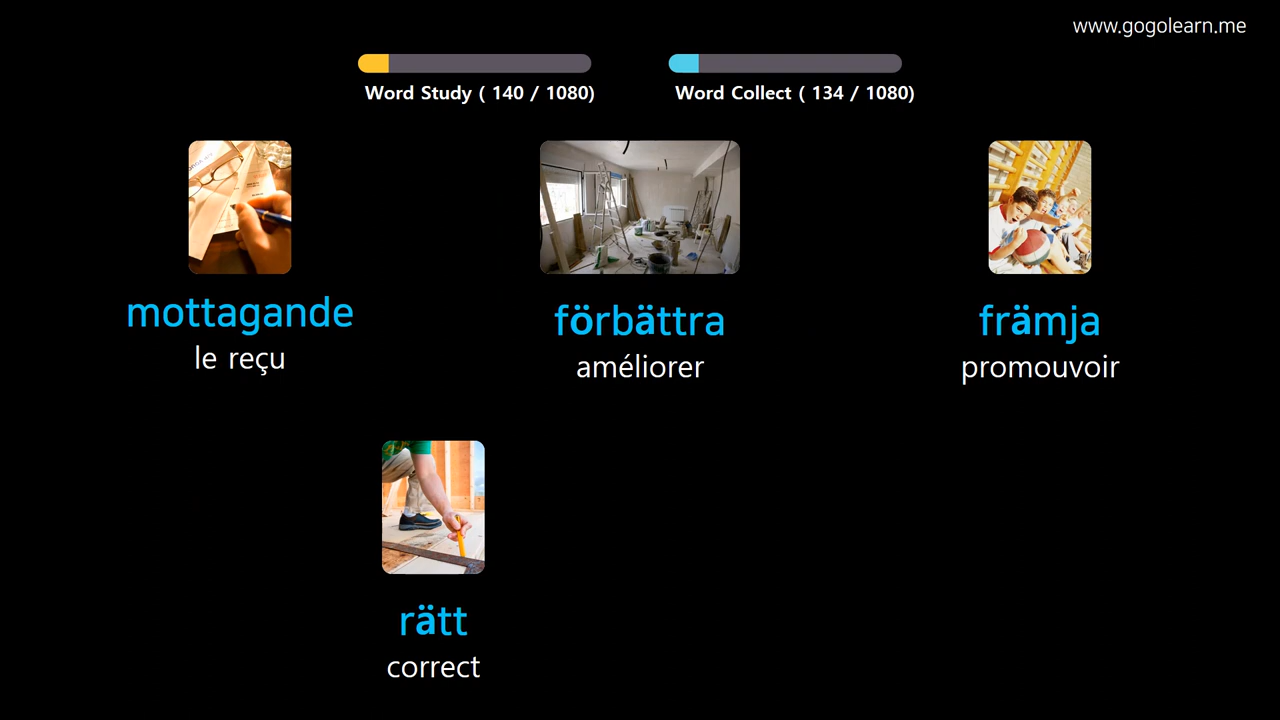 www.gogolearn.me
Word Study ( 140 / 1080)
Word Collect ( 134 / 1080)
mottagande
le reçu
förbättra
améliorer
främja
promouvoir
rätt
correct